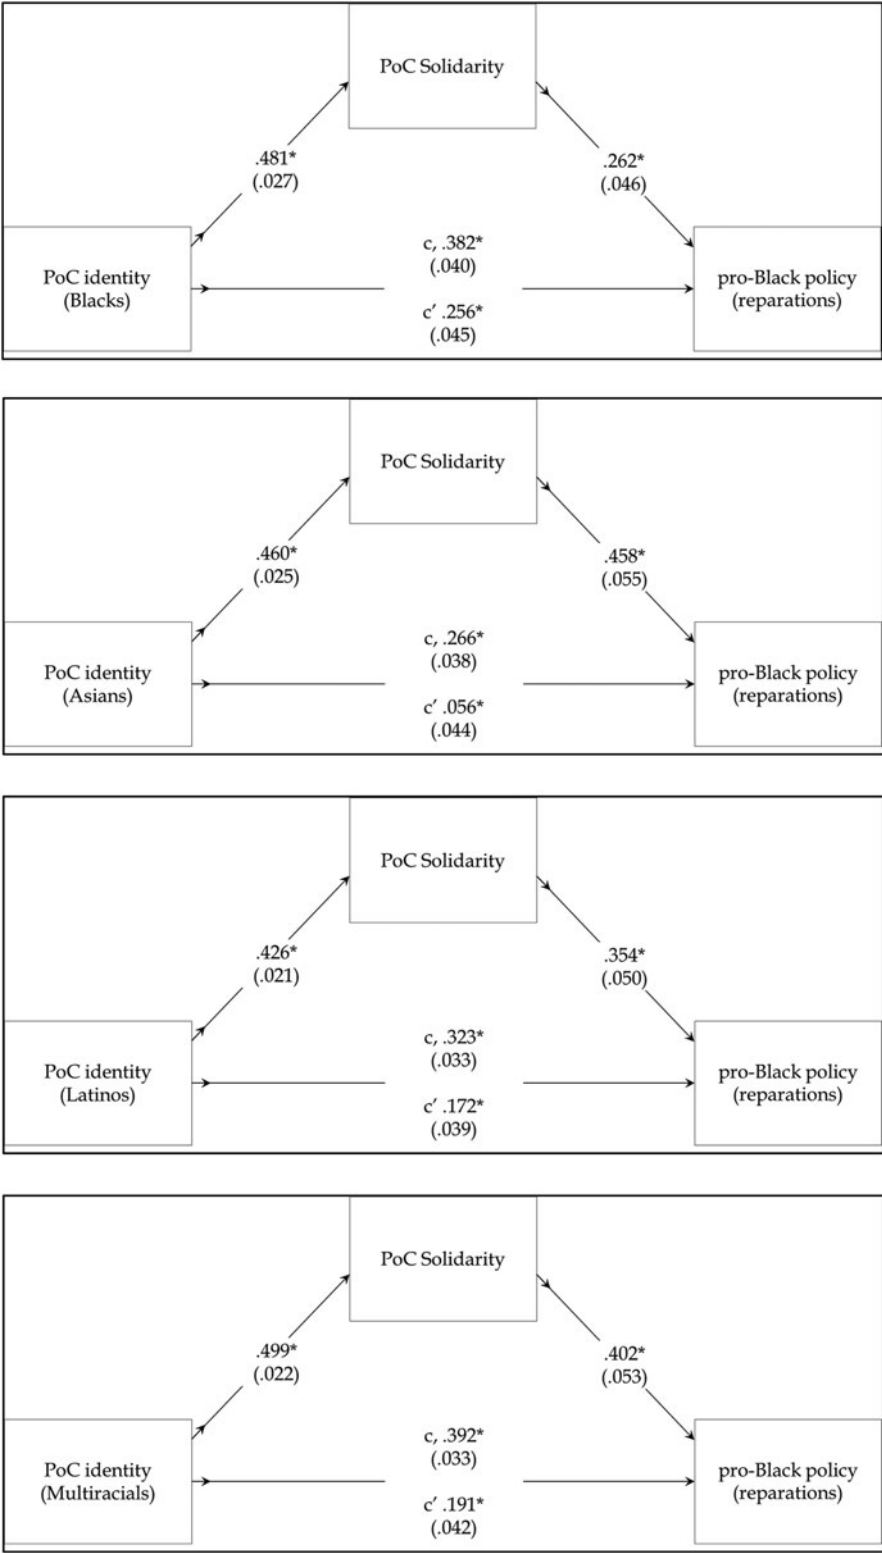 PoC Solidarity
.481*
(.027)
.262*
(.046)
PoC identity
(Blacks)
c, .382*
(.040)
c′ .256*
(.045)
pro-Black policy
(reparations)
PoC Solidarity
.460*
(.025)
.458*
(.055)
PoC identity
(Asians)
c, .266*
(.038)
c′ .056*
(.044)
pro-Black policy
(reparations)
PoC Solidarity
.426*
(.021)
.354*
(.050)
PoC identity
(Latinos)
c, .323*
(.033)
c′ .172*
(.039)
pro-Black policy
(reparations)
PoC Solidarity
.499*
(.022)
.402*
(.053)
PoC identity
(Multiracials)
c, .392*
(.033)
c′ .191*
(.042)
pro-Black policy
(reparations)